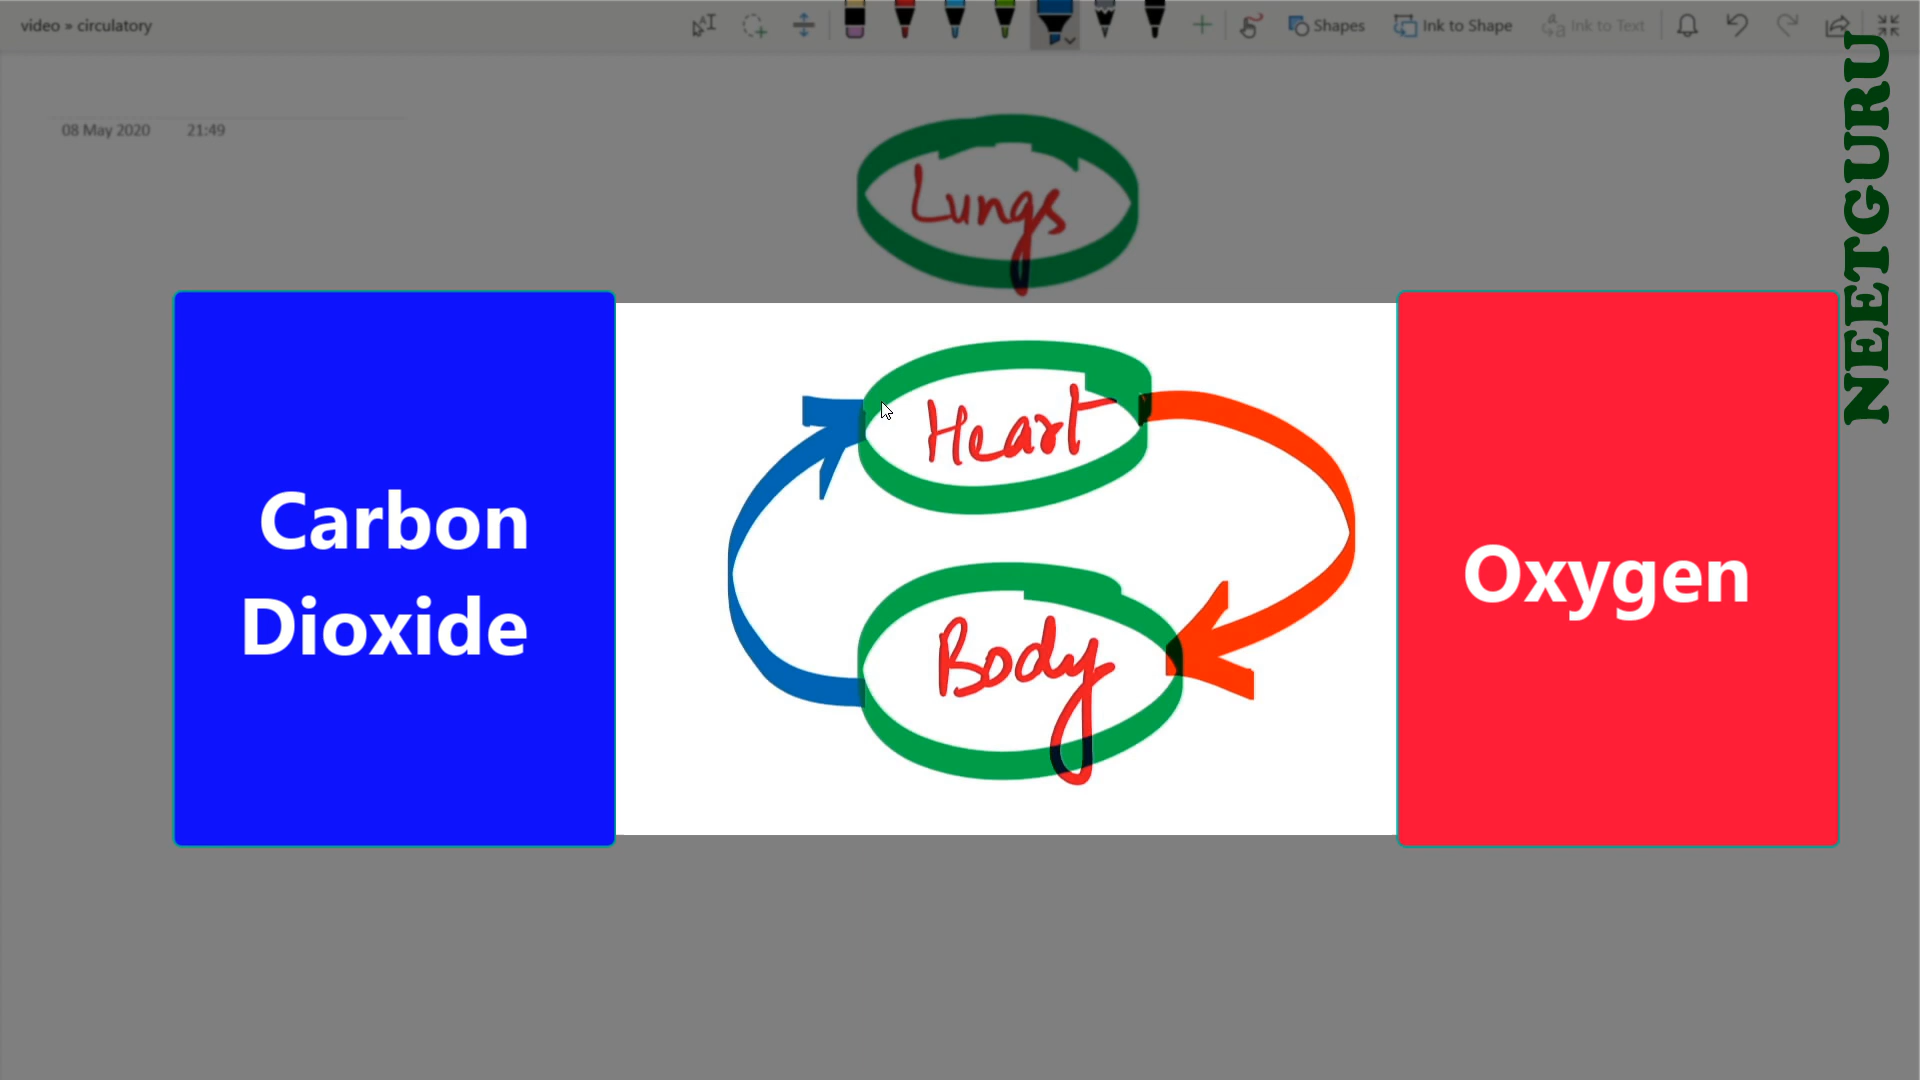 video » circulatory
Shapes
Ink to Shape
Ink to Text
08 May 2020 21:49
NEETGURU
Lungs
Heart
Carbon
Dioxide
Oxygen
Body